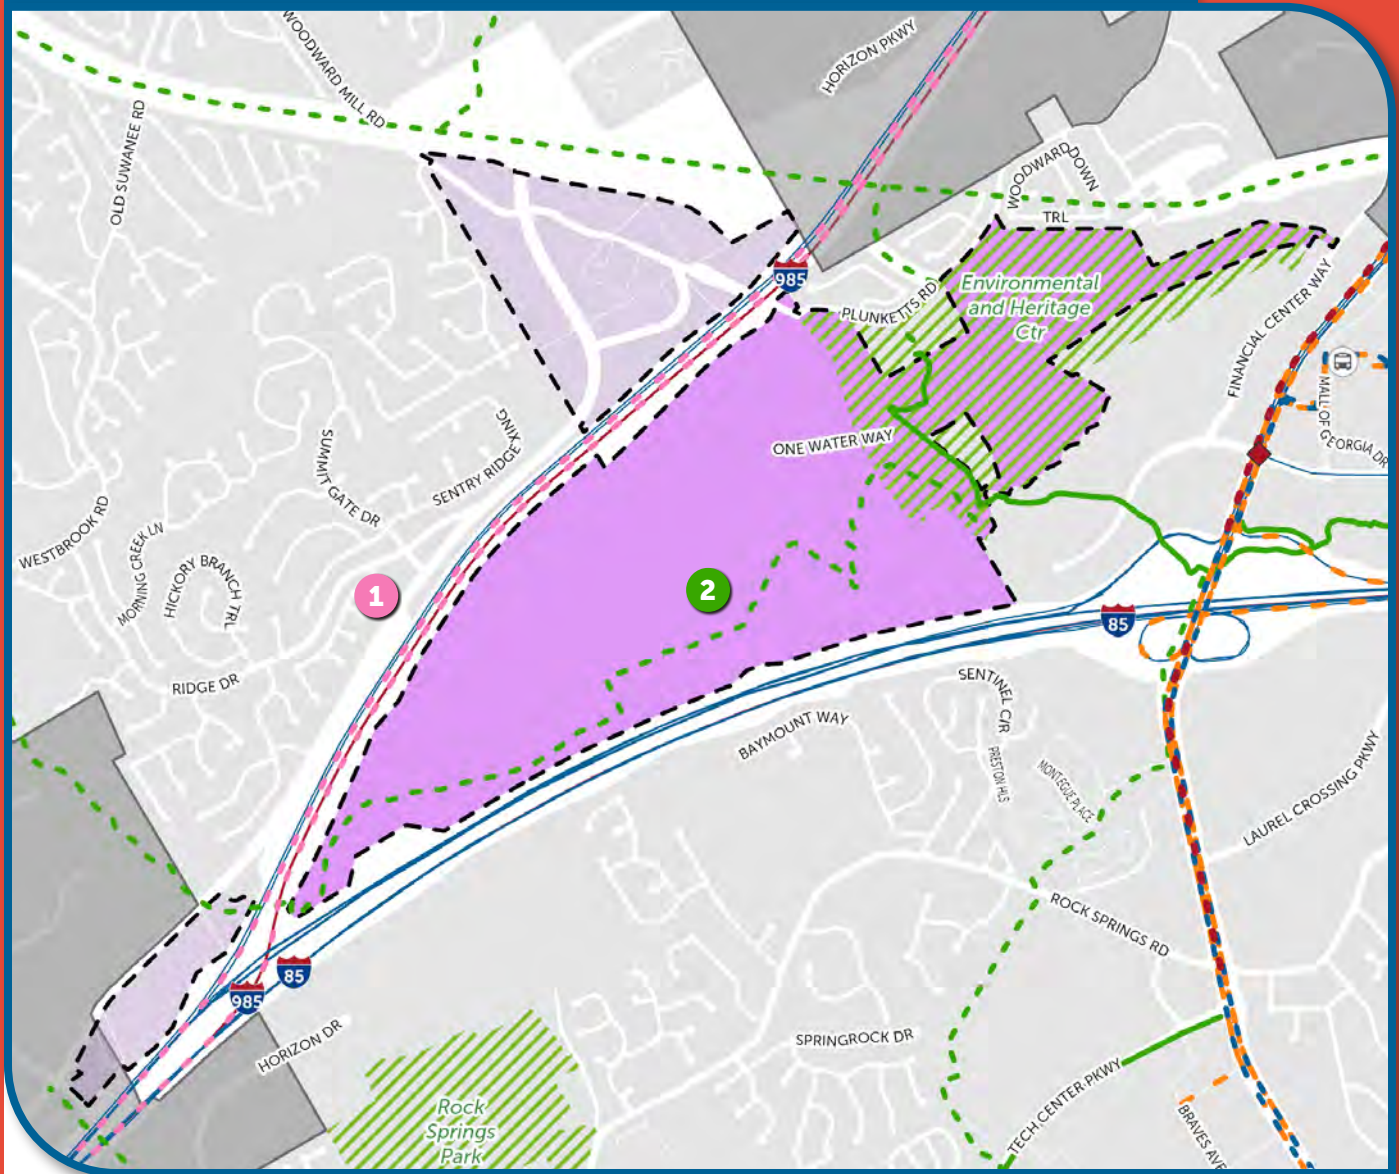 WOODWARD MILL RD
HORIZON PKWY
OLD SUWANEE RD
WOODWARD
DOWN
TRL
985
Environmental
and Heritage
Ctr
PLUNKETTS RD
FINANCIAL CENTER WAY
MALL OF
GEORGIA DR
ONE WATER WAY
KING
SENTRY RIDGE
SUMMIT GATE DR
WESTBROOK RD
MORNING CREEK LN
HICKORY BRANCH
TRL
1
2
85
RIDGE DR
SENTINEL CIR
BAYMOUNT WAY
PRESTON HLS
MONTEGUE PLACE
LAUREL CROSSING PKWY
ROCK SPRINGS RD
85
985
HORIZON DR
SPRINGROCK DR
TECH CENTER PKWY
BRAVES AVE
Rock
Springs
Park